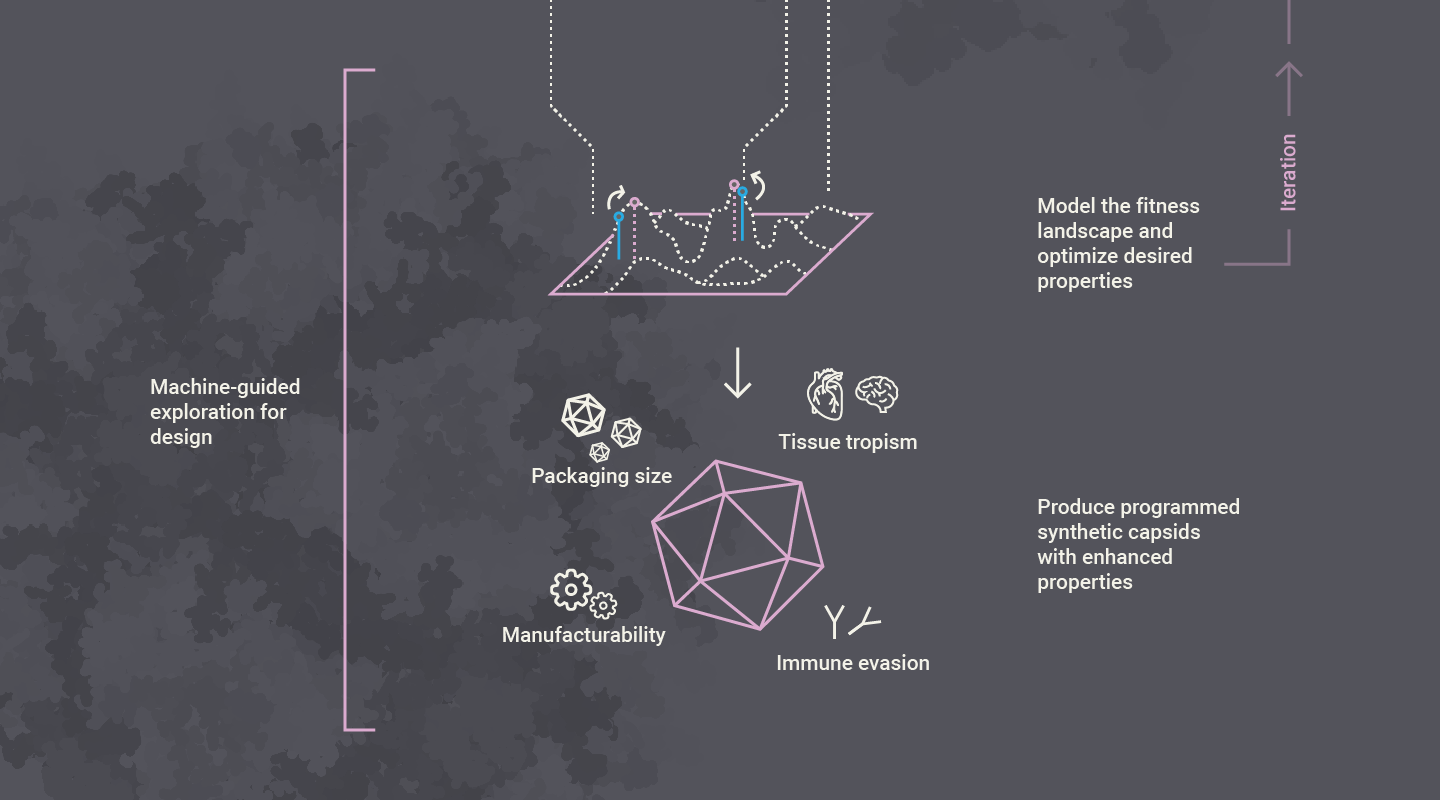 Iteration
Model the fitness
landscape and
optimize desired
properties
Machine-guided
exploration for
design
Tissue tropism
Packaging size
Produce programmed
synthetic capsids
with enhanced
properties
Manufacturability
Immune evasion